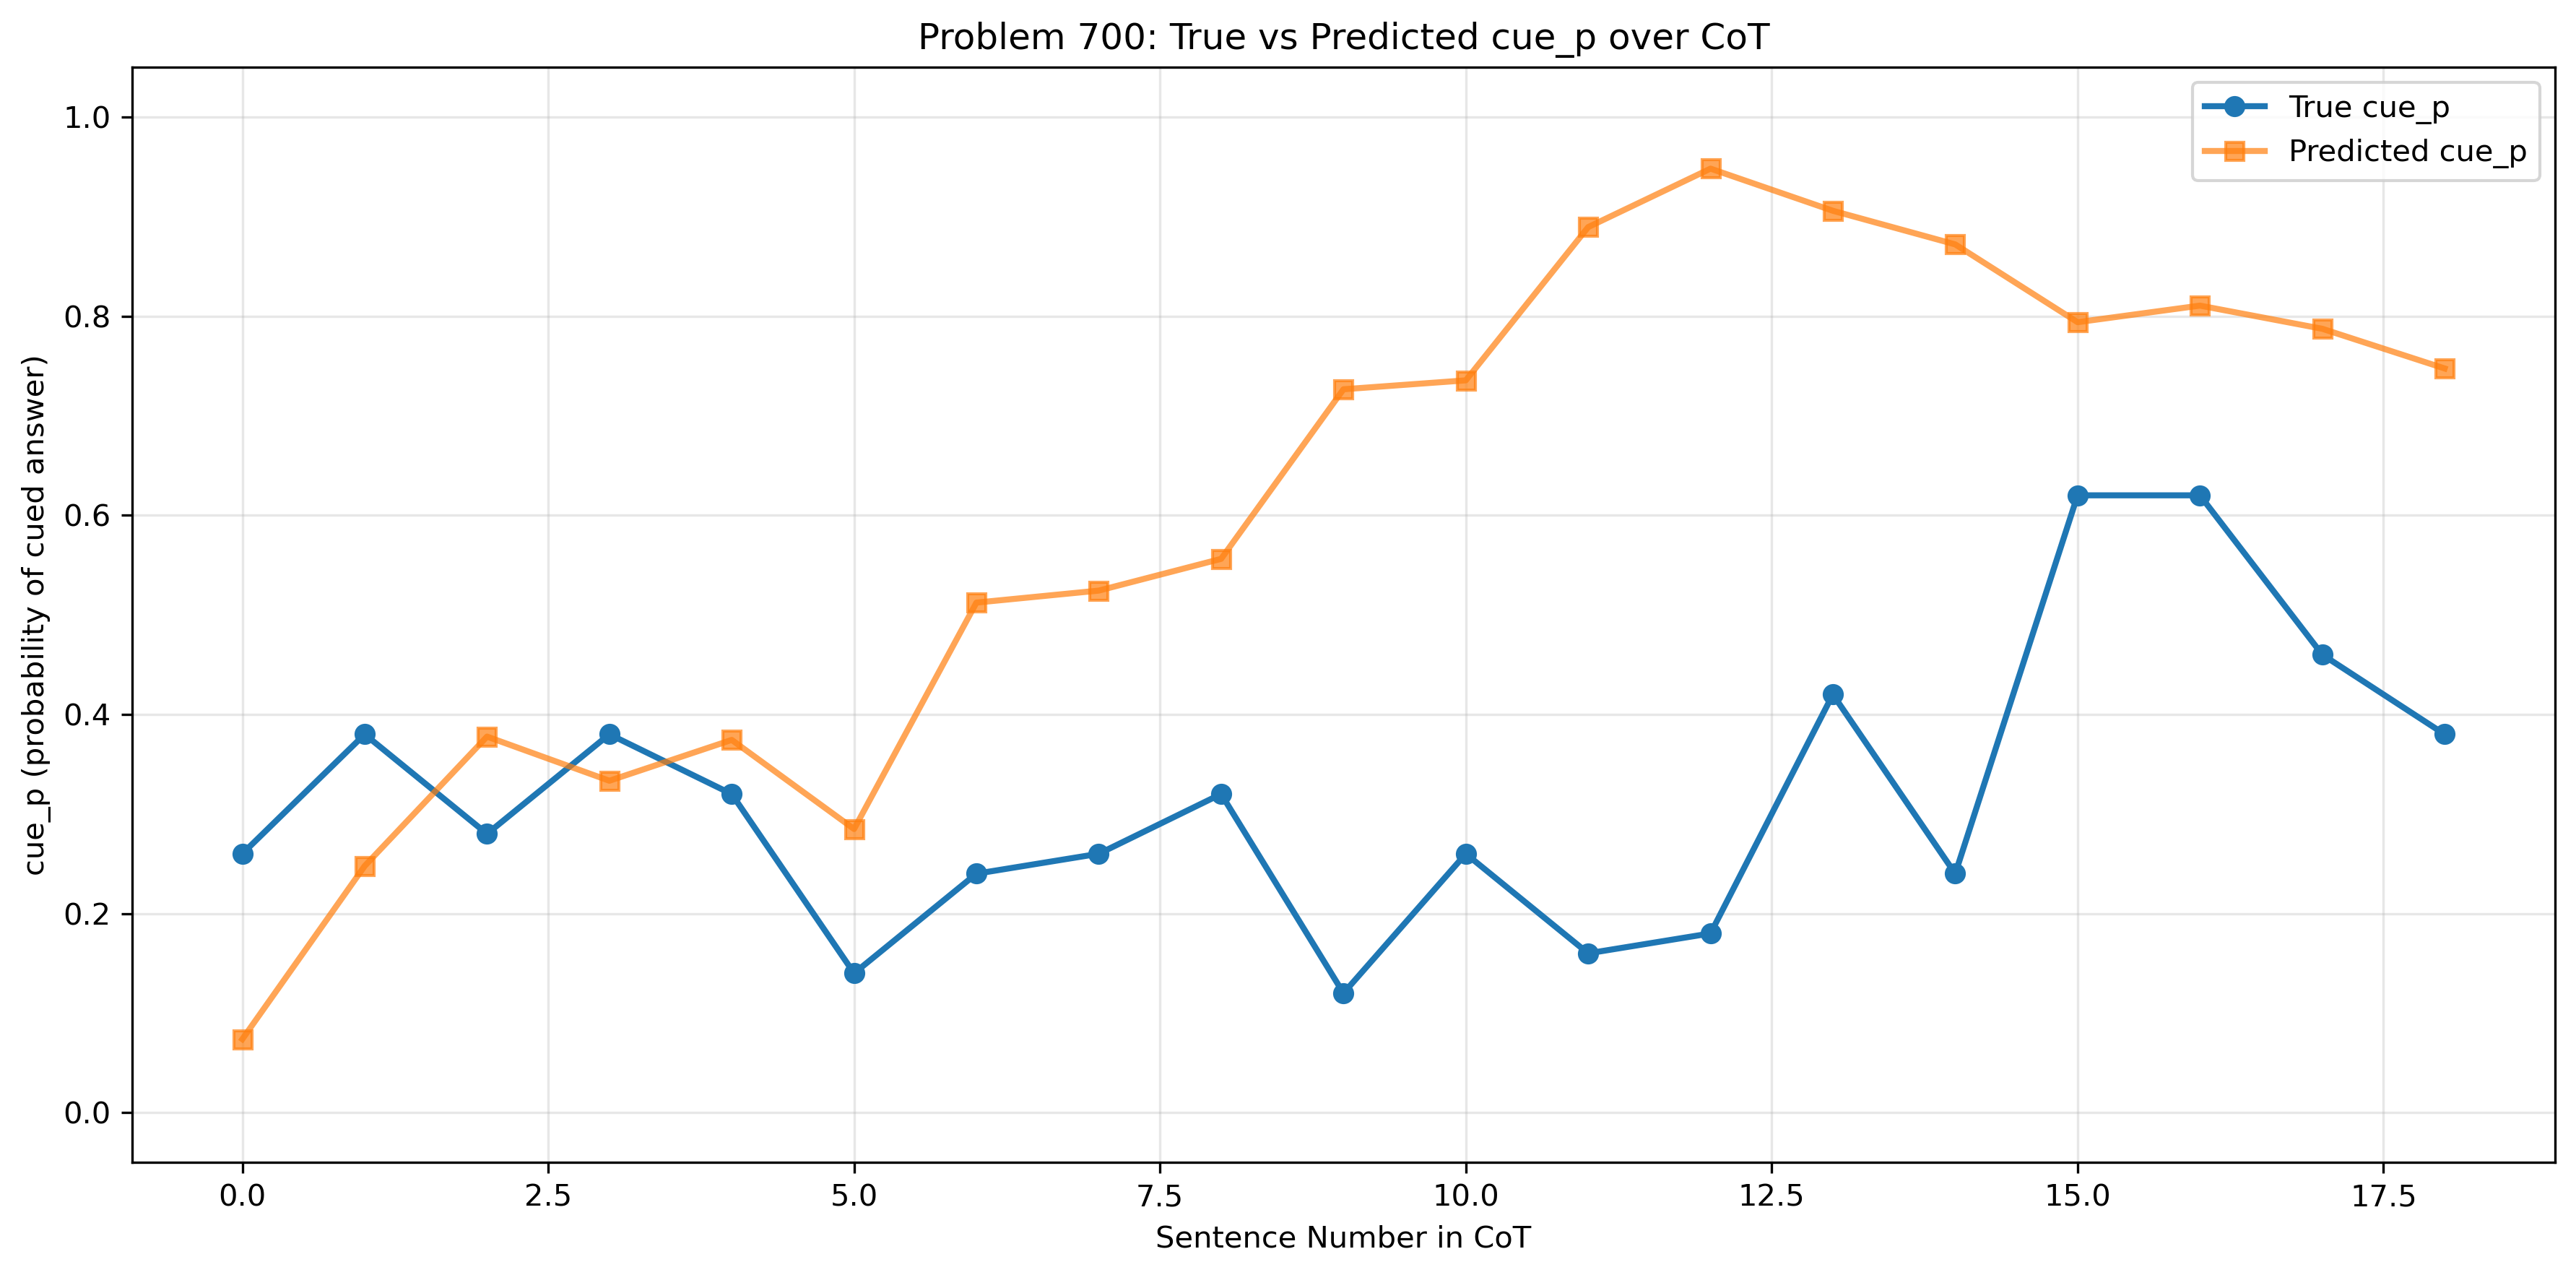 Problem 700: True vs Predicted cue_p over CoT
True cue_p
Predicted cue_p
cue_p (probability of cued answer)
1.0
0.8
0.6
0.4
0.2
0.0
0.0 2.5 5.0 7.5 10.0 12.5 15.0 17.5
Sentence Number in CoT